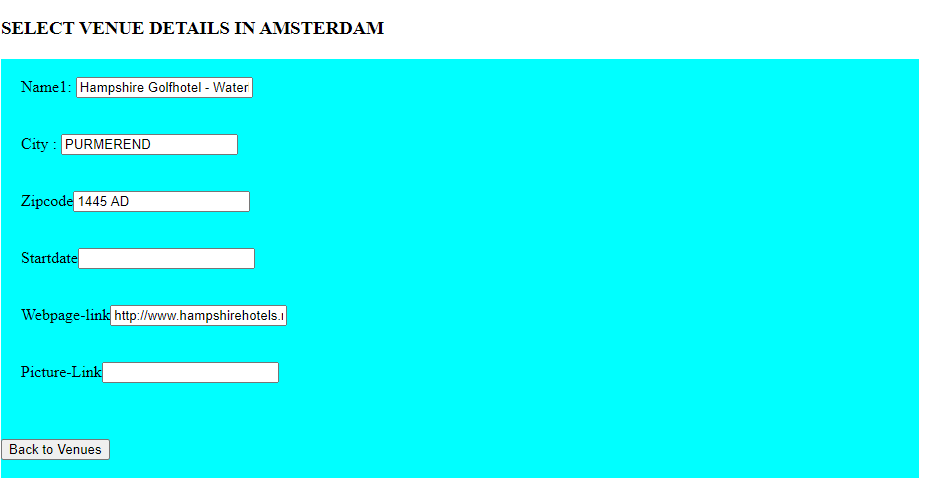 SELECT VENUE DETAILS IN AMSTERDAM
Name1: Hampshire Golfhotel - Water
City : PURMEREND
Zipcode 1445 AD
Startdate
Webpage-link http://www.hampshirehotels.
Picture-Link
Back to Venues